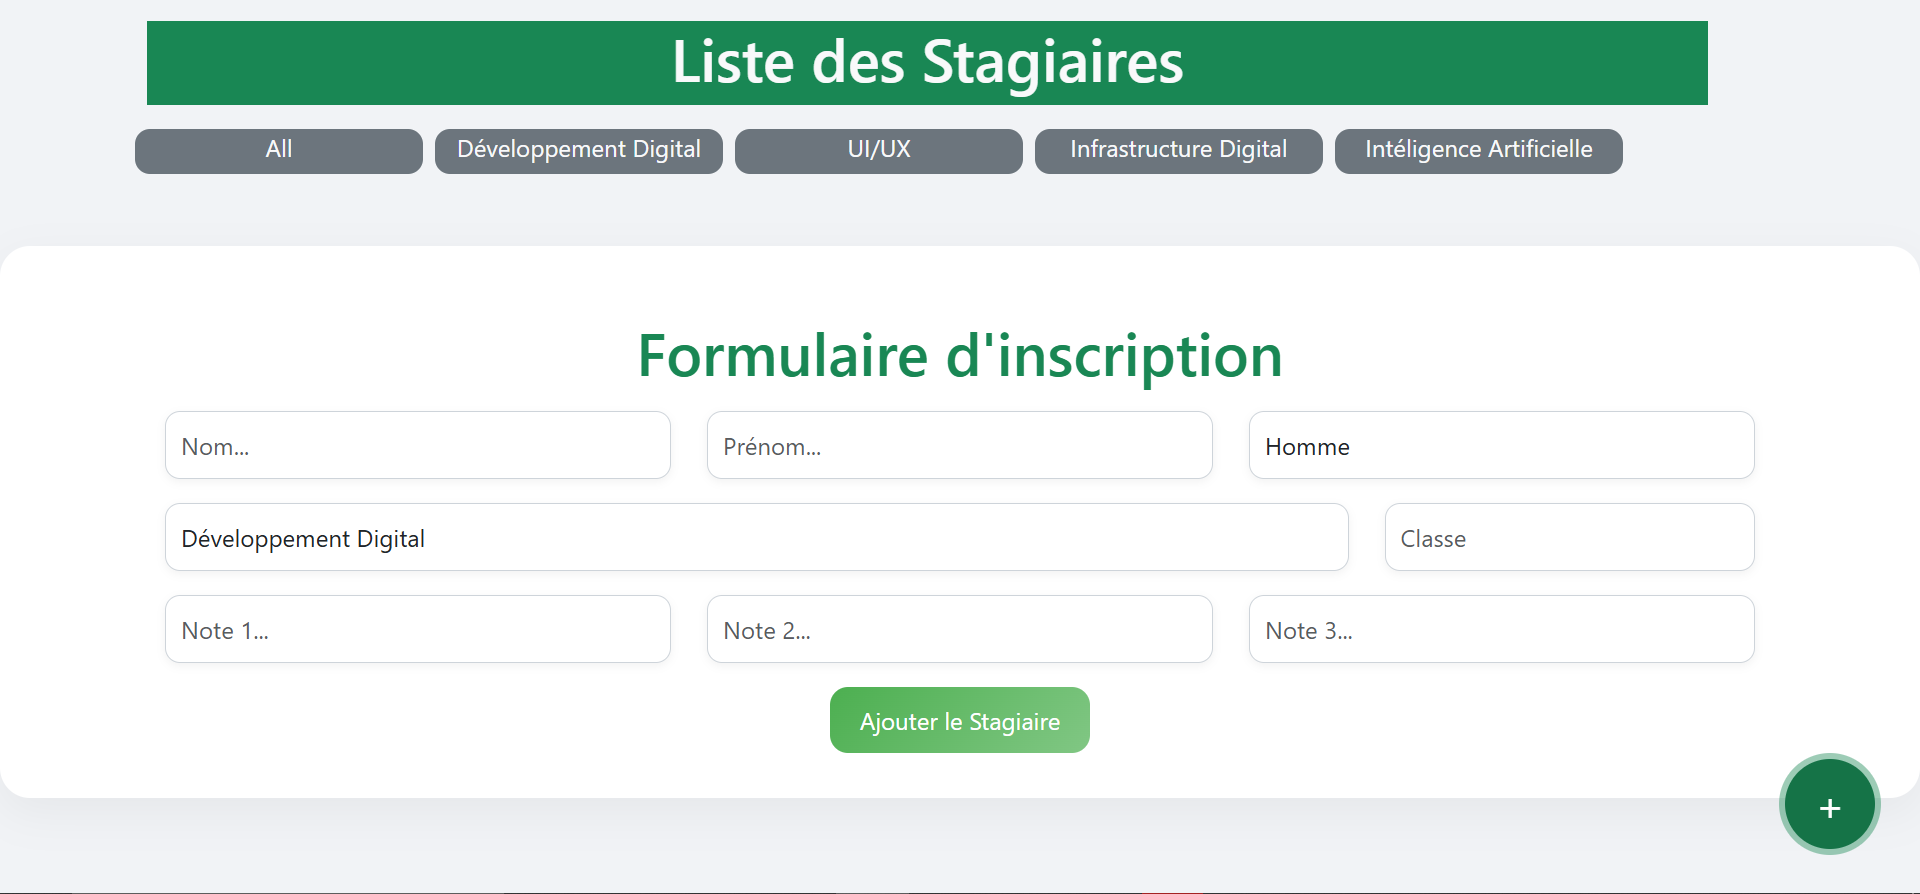 Liste des Stagiaires
All
Développement Digital
UI/UX
Infrastructure Digital
Intéligence Artificielle
Formulaire d'inscription
Nom...
Prénom...
Homme
Développement Digital
Classe
Note 1...
Note 2...
Note 3...
Ajouter le Stagiaire
+